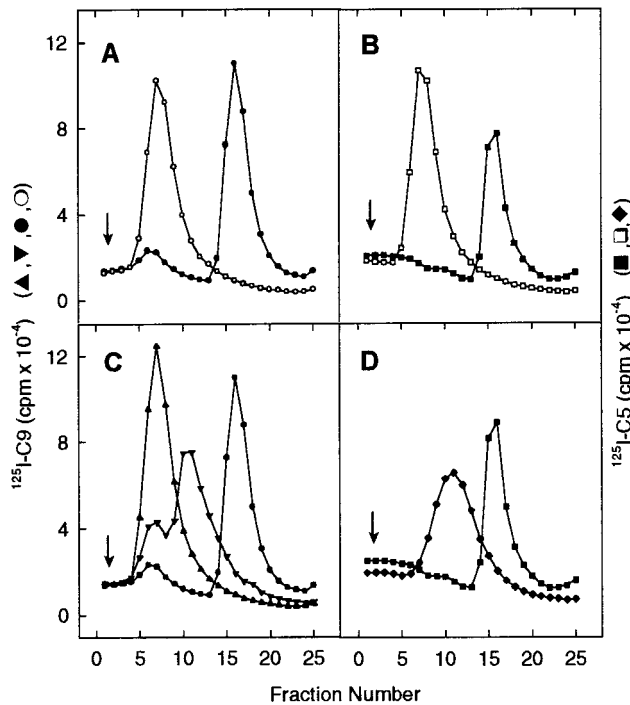 A
B
12
8
4
0
C
D
12
8
4
0
0 5 10 15 20 25
0 5 10 15 20 25
Fraction Number
¹²⁵I-C9 (cpm x 10⁻⁴) (▲,▼,●,○)
¹²⁵I-C5 (cpm x 10⁻⁴) (■,□,◆)